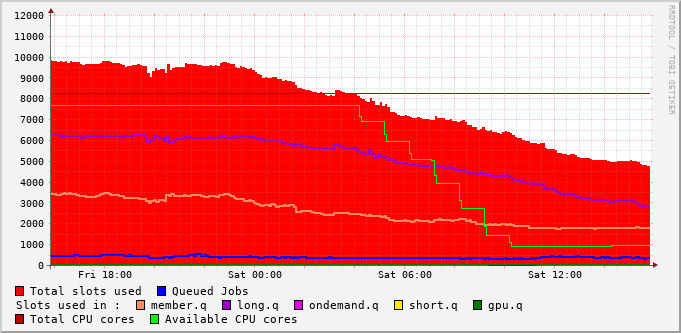 12000
11000
10000
9000
8000
7000
6000
5000
4000
3000
2000
1000
0
Fri 18:00 Sat 00:00 Sat 06:00 Sat 12:00
Total slots used Queued Jobs
Slots used in : member.q long.q ondemand.q short.q gpu.q
Total CPU cores Available CPU cores
RRDTOOL / TOBI OETIKER